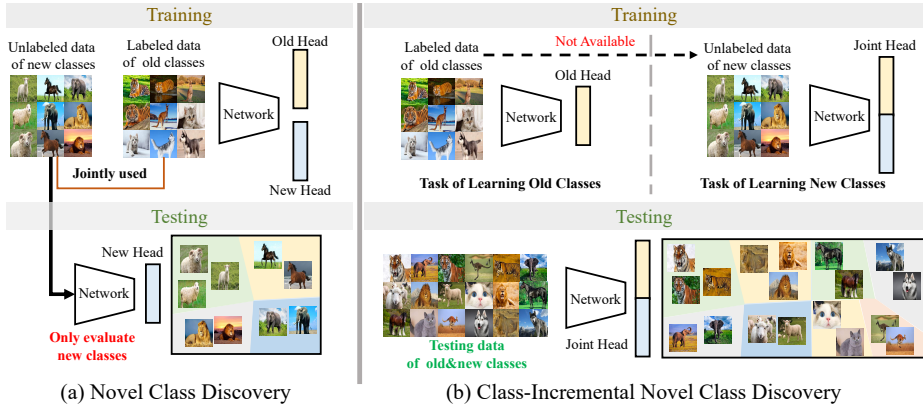 Training
Unlabeled data
of new classes
Labeled data
of old classes
Old Head
Network
New Head
Jointly used
Testing
New Head
Network
Only evaluate
new classes
(a) Novel Class Discovery
Training
Labeled data
of old classes
Not Available
Unlabeled data
of new classes
Joint Head
Old Head
Network
Network
Task of Learning Old Classes
Task of Learning New Classes
Testing
Network
Joint Head
Testing data
of old&new classes
(b) Class-Incremental Novel Class Discovery